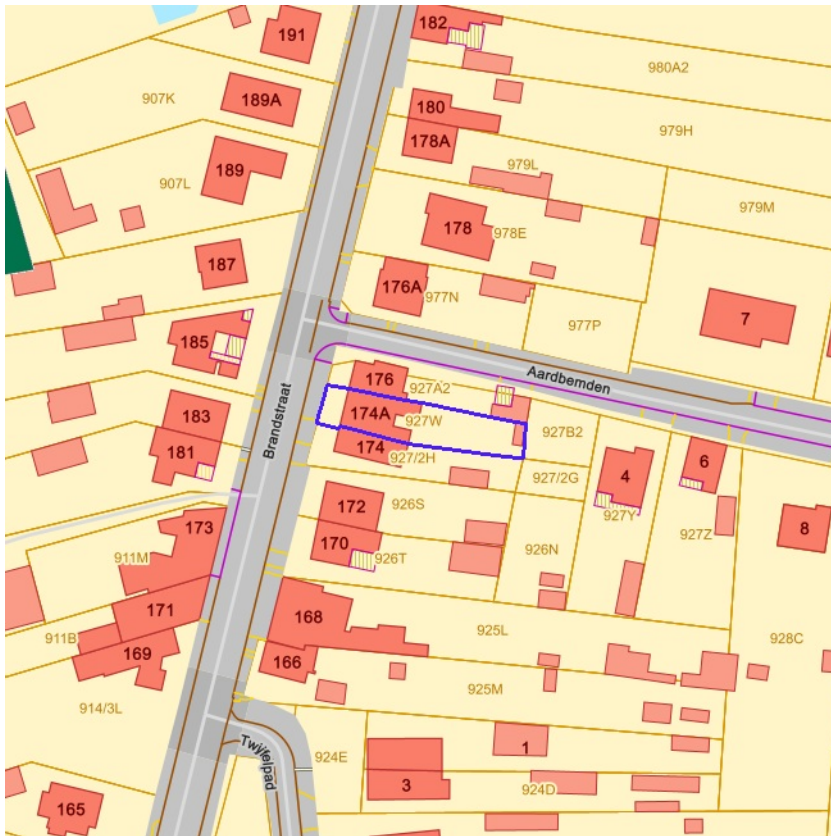 182
191
980A2
907K
189A
180
979H
178A
979L
189
907L
979M
178
978E
187
176A
977N
7
977P
185
Aardbemden
176
927A2
174A
927W
183
Brandstraat
927B2
174
181
927/2H
927/2G
4
6
172
926S
927Y
173
927Z
8
170
926T
926N
911M
171
168
925L
911B
928C
169
166
925M
914/3L
Twijfelpad
924E
1
3
924D
165